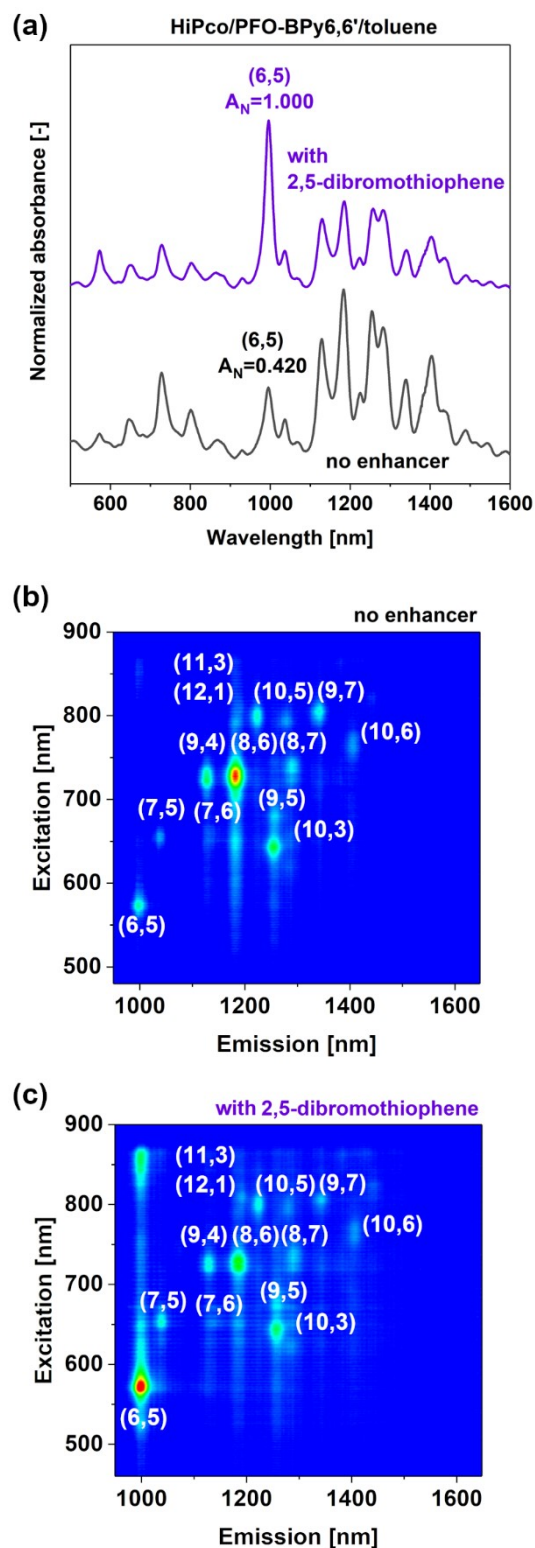 (a)
HiPco/PFO-BPy6,6'/toluene
(6,5)
A_N=1.000
with
2,5-dibromothiophene
(6,5)
A_N=0.420
no enhancer
Normalized absorbance [-]
600 800 1000 1200 1400 1600
Wavelength [nm]
(b)
no enhancer
900
800
700
600
500
Excitation [nm]
(11,3)
(12,1) (10,5) (9,7)
(10,6)
(9,4) (8,6) (8,7)
(7,5) (7,6) (9,5)
(10,3)
(6,5)
1000 1200 1400 1600
Emission [nm]
(c)
with 2,5-dibromothiophene
900
800
700
600
500
Excitation [nm]
(11,3)
(12,1) (10,5) (9,7)
(10,6)
(9,4) (8,6) (8,7)
(7,5) (7,6) (9,5)
(10,3)
(6,5)
1000 1200 1400 1600
Emission [nm]